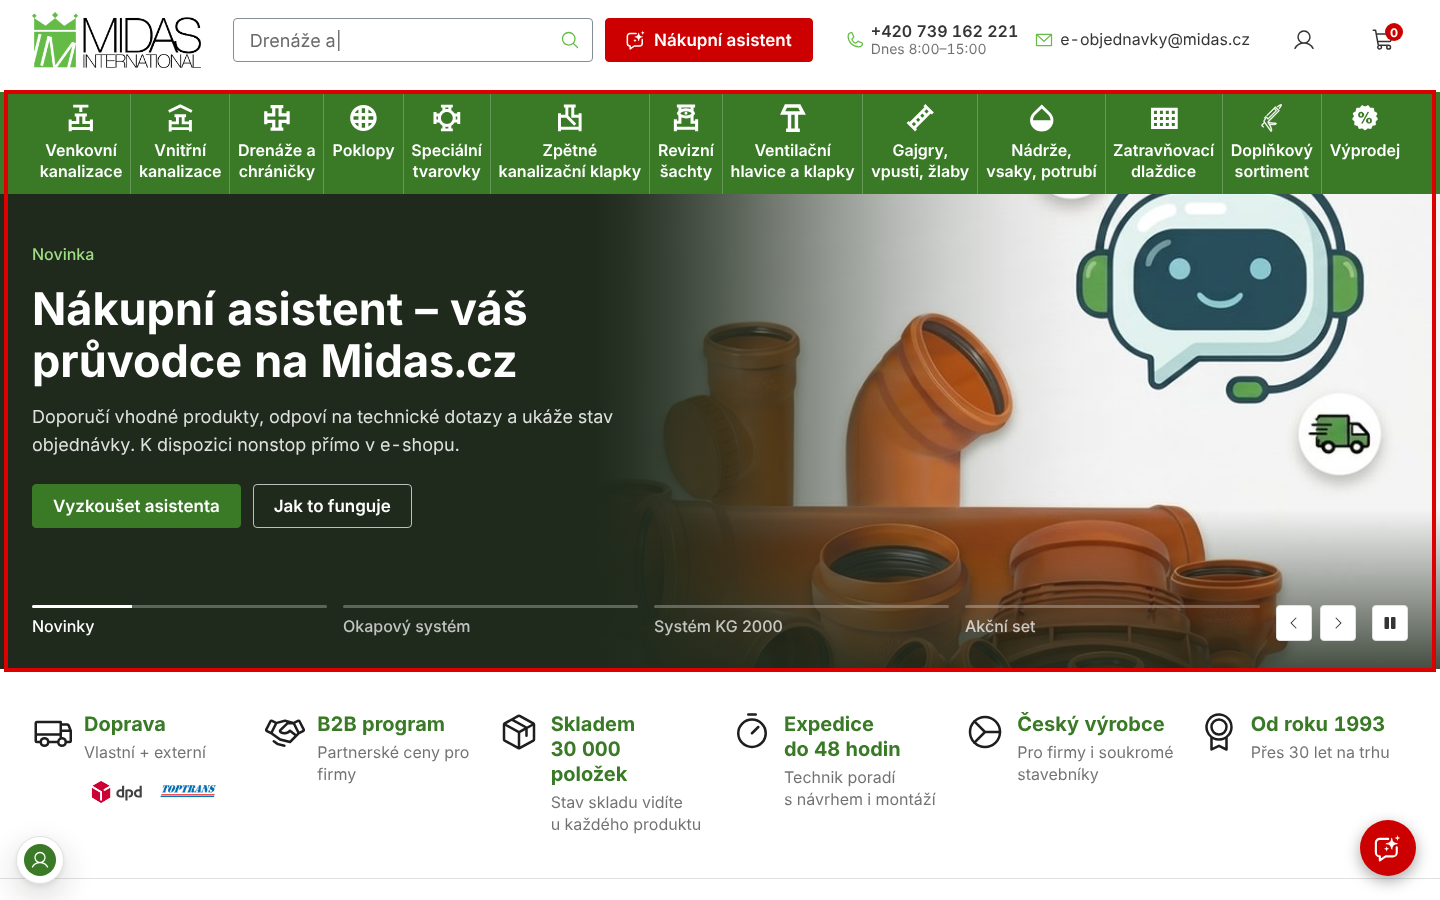 MIDAS
INTERNATIONAL
Drenáže a
Nákupní asistent
+420 739 162 221
Dnes 8:00–15:00
e-objednavky@midas.cz
0
Venkovní
kanalizace
Vnitřní
kanalizace
Drenáže a
chráničky
Poklopy
Speciální
tvarovky
Zpětné
kanalizační klapky
Revizní
šachty
Ventilační
hlavice a klapky
Gajgry,
vpusti, žlaby
Nádrže,
vsaky, potrubí
Zatravňovací
dlaždice
Doplňkový
sortiment
Výprodej
Novinka
Nákupní asistent – váš
průvodce na Midas.cz
Doporučí vhodné produkty, odpoví na technické dotazy a ukáže stav
objednávky. K dispozici nonstop přímo v e-shopu.
Vyzkoušet asistenta
Jak to funguje
Novinky
Okapový systém
Systém KG 2000
Akční set
Doprava
Vlastní + externí
dpd
TOPTRANS
B2B program
Partnerské ceny pro
firmy
Skladem
30 000
položek
Stav skladu vidíte
u každého produktu
Expedice
do 48 hodin
Technik poradí
s návrhem i montáží
Český výrobce
Pro firmy i soukromé
stavebníky
Od roku 1993
Přes 30 let na trhu